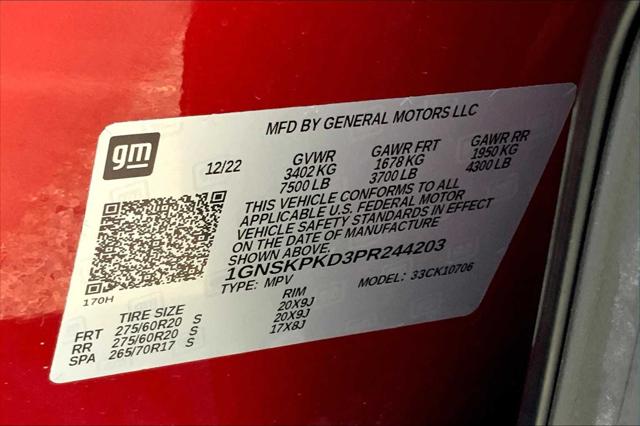 MFD BY GENERAL MOTORS LLC
gm
12/22 GVWR GAWR FRT GAWR RR
3402 KG 1678 KG 1950 KG
7500 LB 3700 LB 4300 LB
THIS VEHICLE CONFORMS TO ALL
APPLICABLE U.S. FEDERAL MOTOR
VEHICLE SAFETY STANDARDS IN EFFECT
ON THE DATE OF MANUFACTURE
SHOWN ABOVE.
1GNSKPKD3PR244203
170H TYPE: MPV MODEL: 33CK10706
TIRE SIZE RIM
FRT 275/60R20 S 20X9J
RR 275/60R20 S 20X9J
SPA 265/70R17 S 17X8J